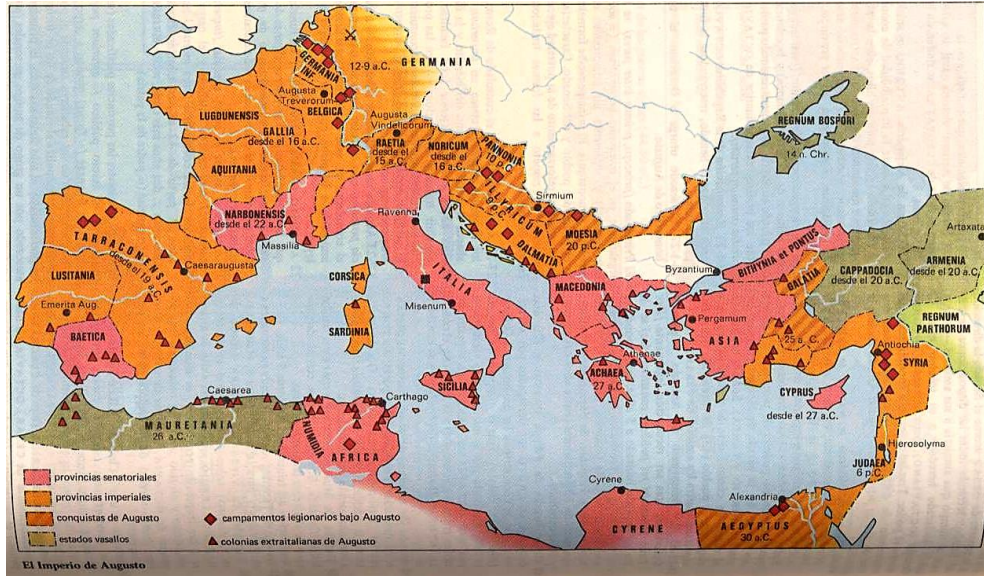 GERMANIA
12-9 a.C.
GERMANIA
INF.
Augusta
Treverorum
BELGICA
LUGDUNENSIS
GALLIA
desde el 16 a.C.
AQUITANIA
NARBONENSIS
desde el 22 a.C.
Massilia
Augusta
Vindelicorum
RAETIA
desde el
15 a.C.
NORICUM
desde el
16 a.C.
PANNONIA
10 p.C.
ILLYRICUM
9 p.C.
Sirmium
DALMATIA
MOESIA
20 p.C.
REGNUM BOSPORI
14 n. Chr.
TARRACONENSIS
desde el 19 a.C.
LUSITANIA
Caesaraugusta
Emerita Aug.
BAETICA
Ravenna
CORSICA
ITALIA
Misenum
SARDINIA
SICILIA
MACEDONIA
Byzantium
BITHYNIA et PONTUS
GALATIA
25 a. C.
CAPPADOCIA
desde el 20 a.C.
Artaxata
ARMENIA
desde el 20 a.C.
REGNUM
PARTHORUM
Pergamum
ASIA
Athenae
ACHAEA
27 a.C.
Antiochia
SYRIA
CYPRUS
desde el 27 a.C.
Caesarea
Carthago
MAURETANIA
26 a.C.
NUMIDIA
AFRICA
Cyrene
CYRENE
Alexandria
AEGYPTUS
30 a.C.
Hierosolyma
JUDAEA
6 p.C.
provincias senatoriales
provincias imperiales
conquistas de Augusto
estados vasallos
campamentos legionarios bajo Augusto
colonias extraitalianas de Augusto
El Imperio de Augusto